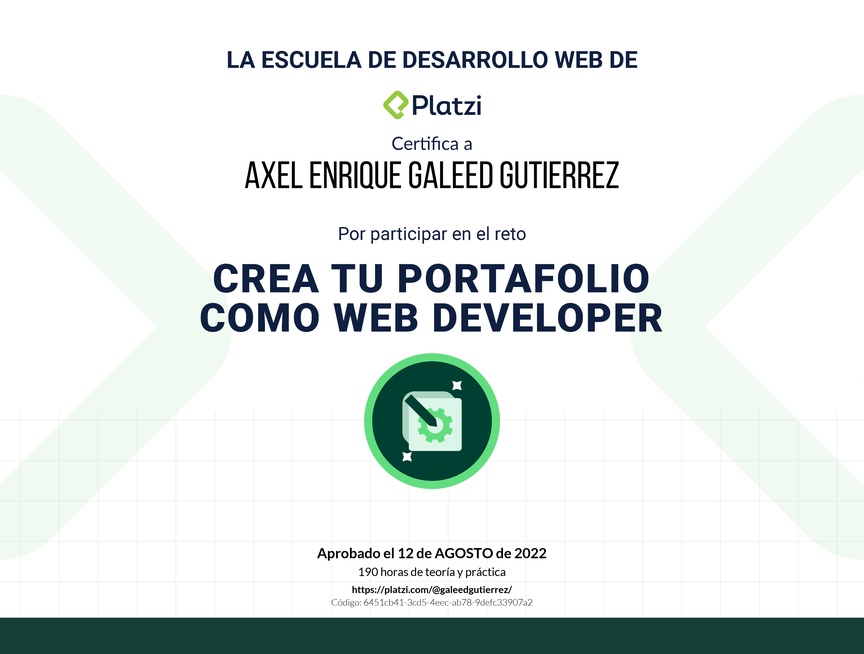 LA ESCUELA DE DESARROLLO WEB DE
Platzi
Certifica a
AXEL ENRIQUE GALEED GUTIERREZ
Por participar en el reto
CREA TU PORTAFOLIO
COMO WEB DEVELOPER
Aprobado el 12 de AGOSTO de 2022
190 horas de teoría y práctica
https://platzi.com/@galeedgutierrez/
Código: 6451cb41-3cd5-4eec-ab78-9defc33907a2